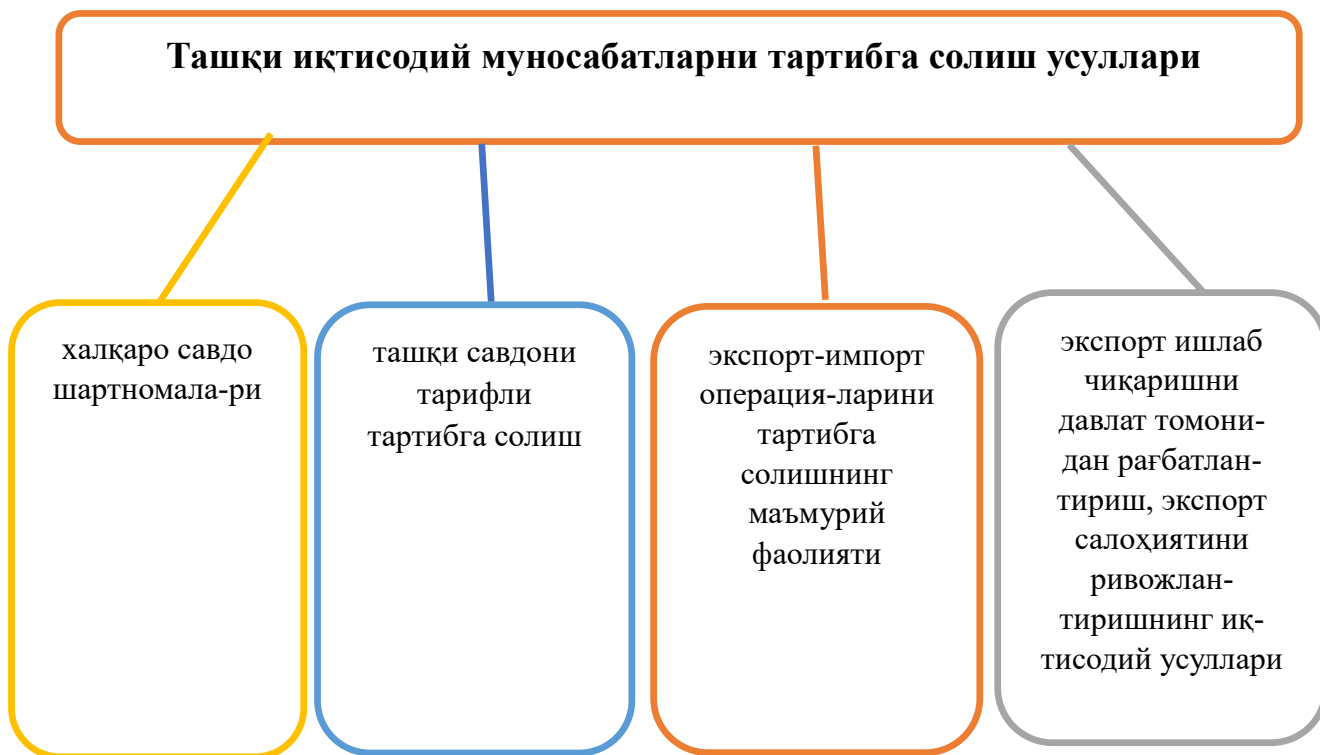 Ташқи иқтисодий муносабатларни тартибга солиш усуллари
халқаро савдо
шартномала-ри
ташқи савдони
тарифли
тартибга солиш
экспорт-импорт
операция-ларини
тартибга
солишнинг
маъмурий
фаолияти
экспорт ишлаб
чиқаришни
давлат томони-
дан рағбатлан-
тириш, экспорт
салоҳиятини
ривожлан-
тиришнинг иқ-
тисодий усуллари